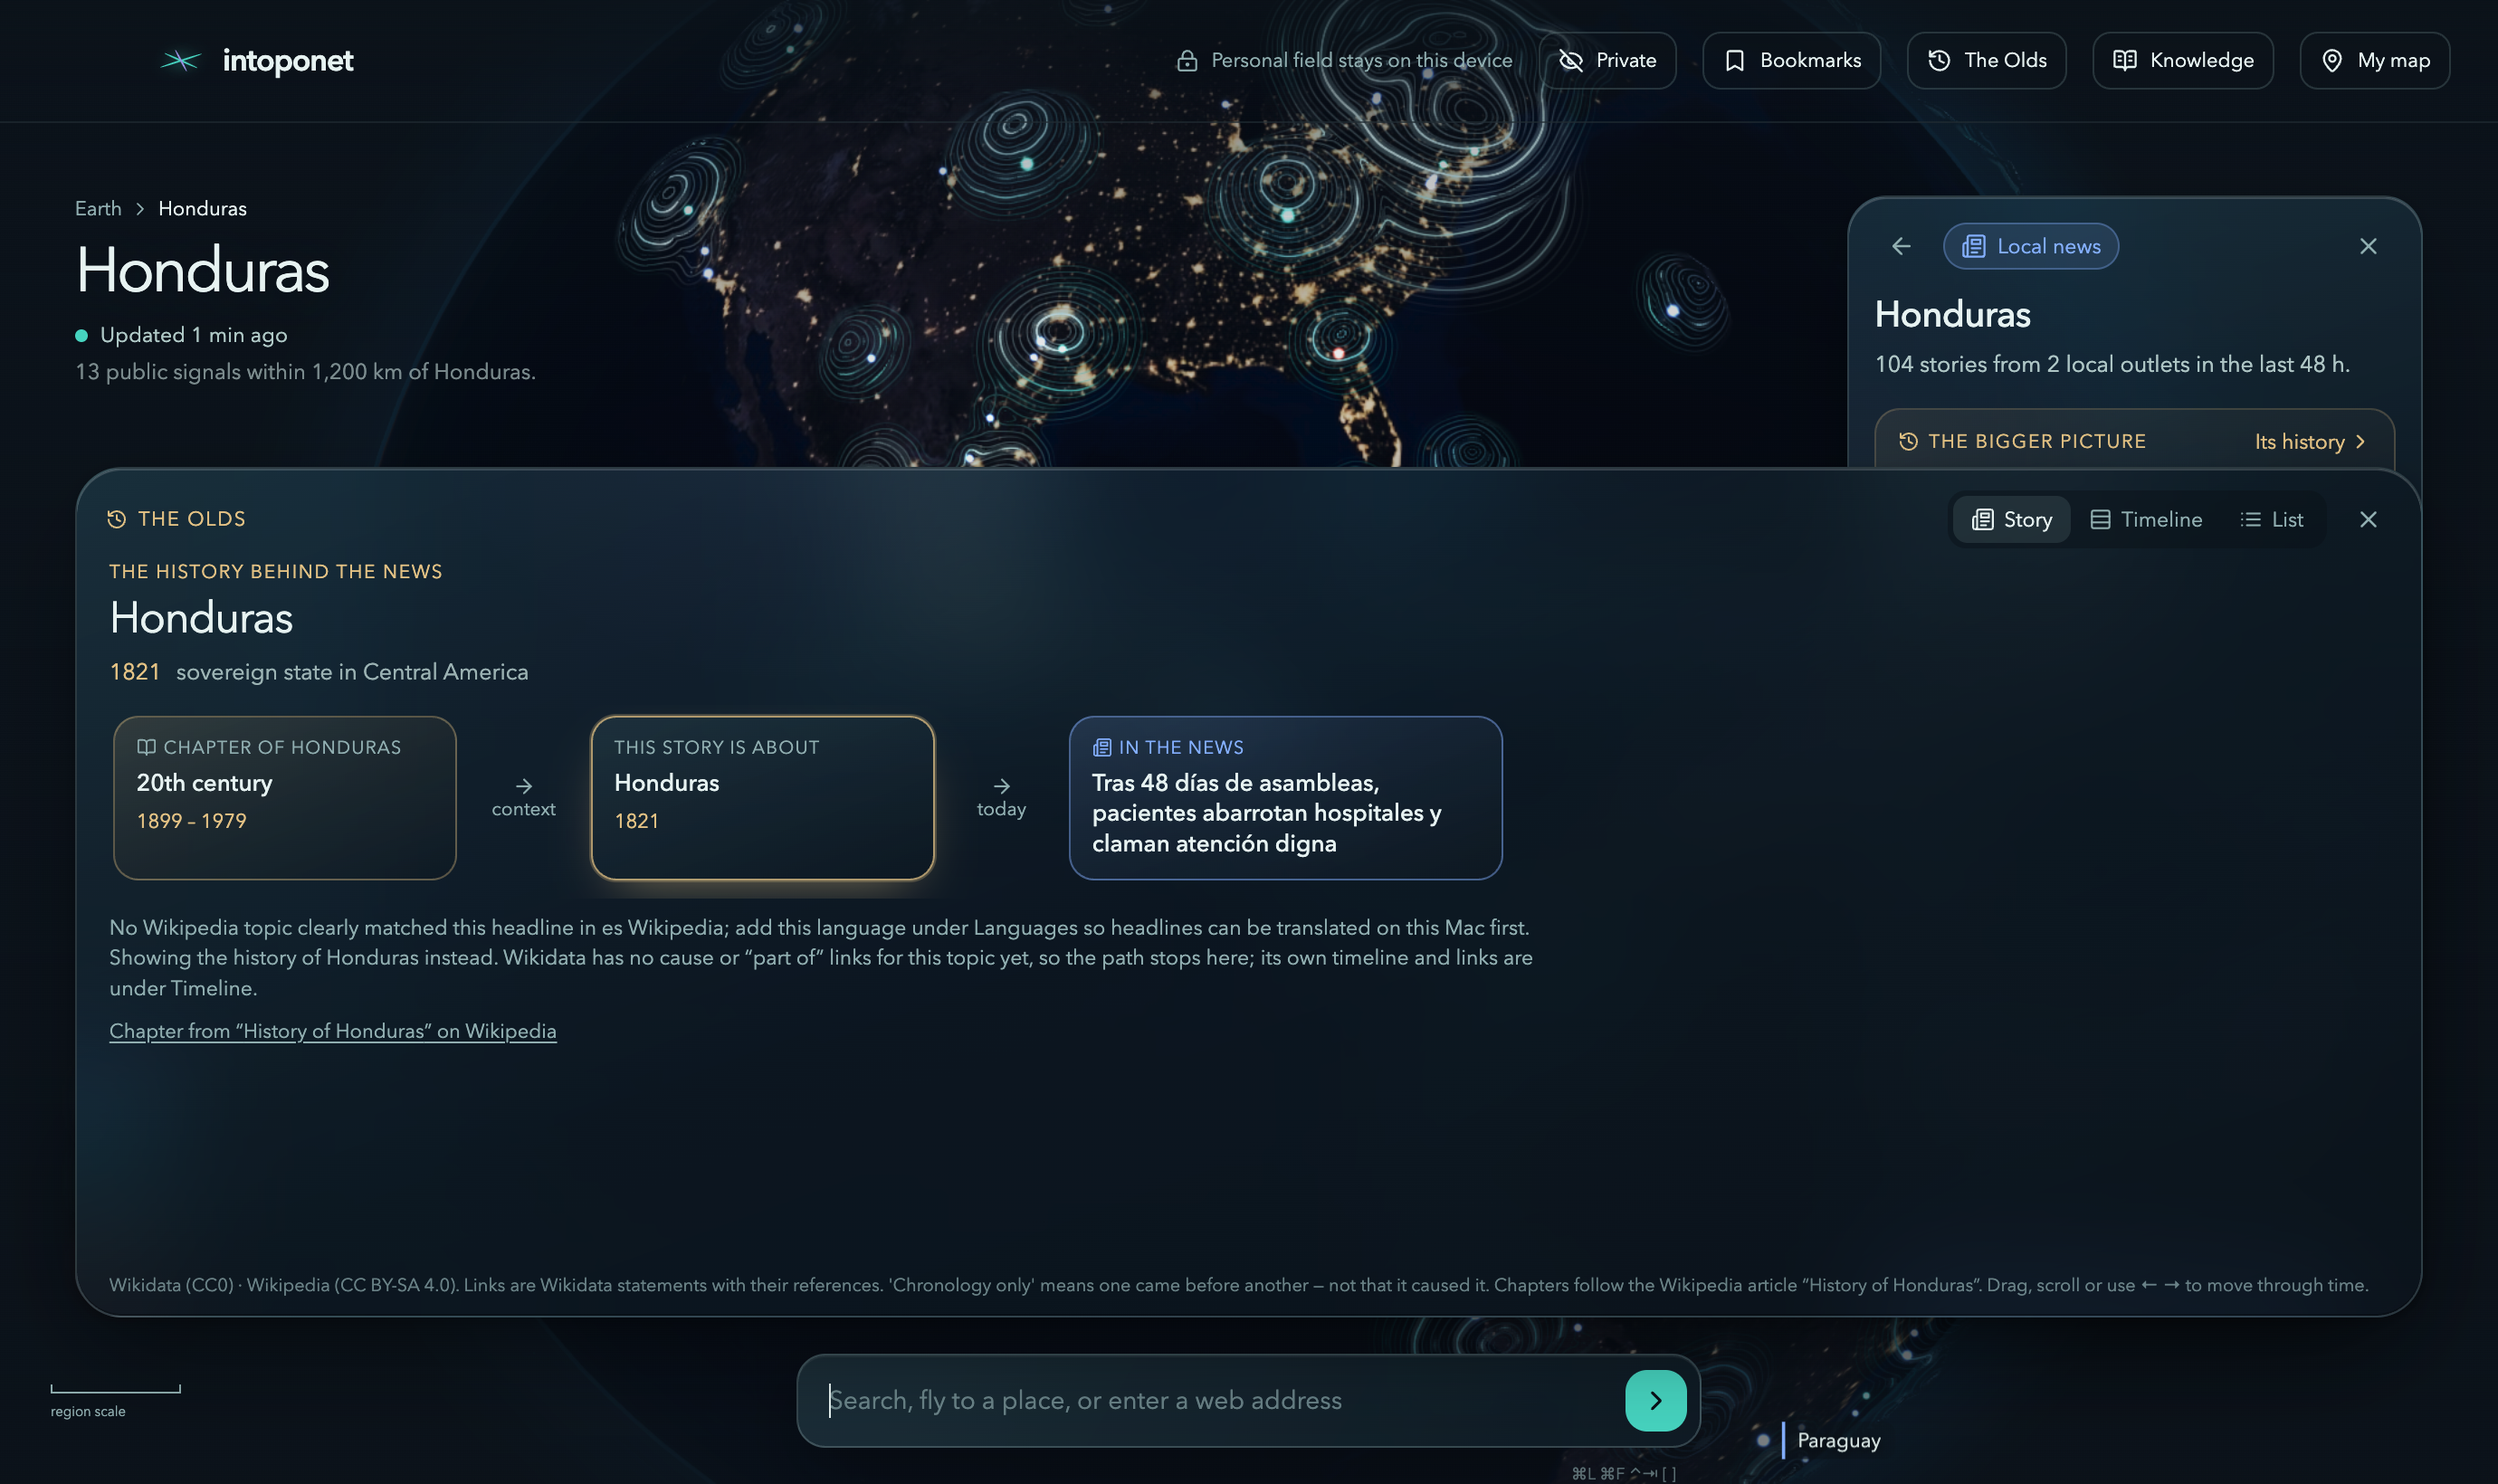 intoponet
Personal field stays on this device
Private
Bookmarks
The Olds
Knowledge
My map
Earth > Honduras
Honduras
Updated 1 min ago
13 public signals within 1,200 km of Honduras.
Local news
Honduras
104 stories from 2 local outlets in the last 48 h.
THE BIGGER PICTURE
Its history >
THE OLDS
Story
Timeline
List
THE HISTORY BEHIND THE NEWS
Honduras
1821 sovereign state in Central America
CHAPTER OF HONDURAS
20th century
1899 – 1979
→
context
THIS STORY IS ABOUT
Honduras
1821
→
today
IN THE NEWS
Tras 48 días de asambleas,
pacientes abarrotan hospitales y
claman atención digna
No Wikipedia topic clearly matched this headline in es Wikipedia; add this language under Languages so headlines can be translated on this Mac first.
Showing the history of Honduras instead. Wikidata has no cause or “part of” links for this topic yet, so the path stops here; its own timeline and links are
under Timeline.
Chapter from “History of Honduras” on Wikipedia
Wikidata (CC0) · Wikipedia (CC BY-SA 4.0). Links are Wikidata statements with their references. 'Chronology only' means one came before another — not that it caused it. Chapters follow the Wikipedia article “History of Honduras”. Drag, scroll or use ← → to move through time.
region scale
Search, fly to a place, or enter a web address
Paraguay
⌘L ⌘F ^⇥ [ ]